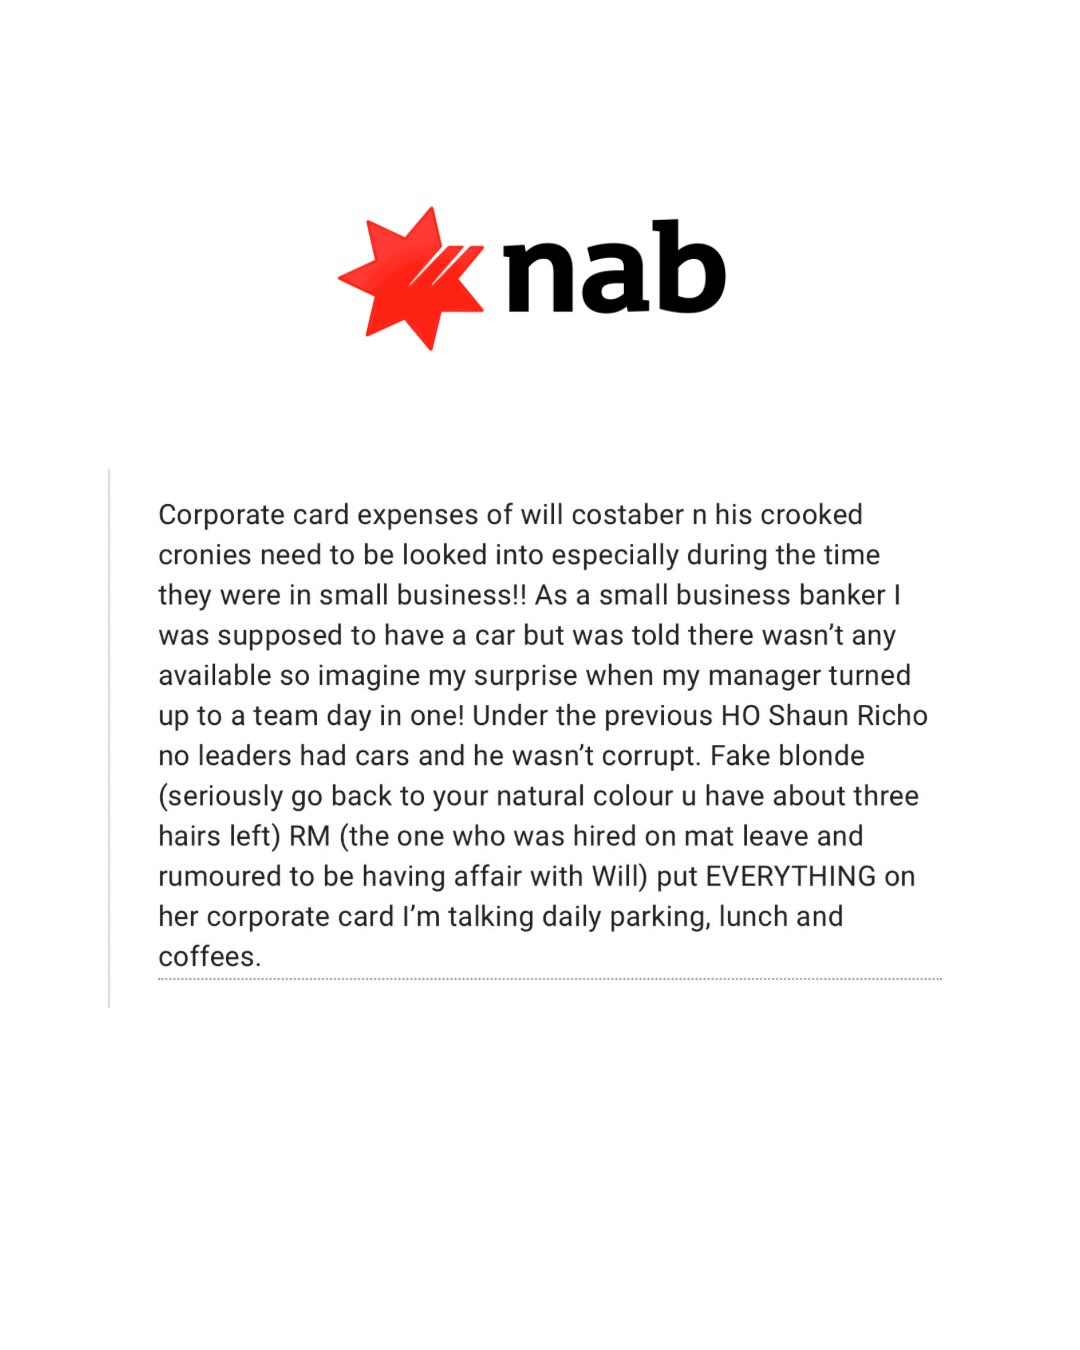 nab
Corporate card expenses of will costaber n his crooked
cronies need to be looked into especially during the time
they were in small business!! As a small business banker I
was supposed to have a car but was told there wasn’t any
available so imagine my surprise when my manager turned
up to a team day in one! Under the previous HO Shaun Richo
no leaders had cars and he wasn’t corrupt. Fake blonde
(seriously go back to your natural colour u have about three
hairs left) RM (the one who was hired on mat leave and
rumoured to be having affair with Will) put EVERYTHING on
her corporate card I’m talking daily parking, lunch and
coffees.